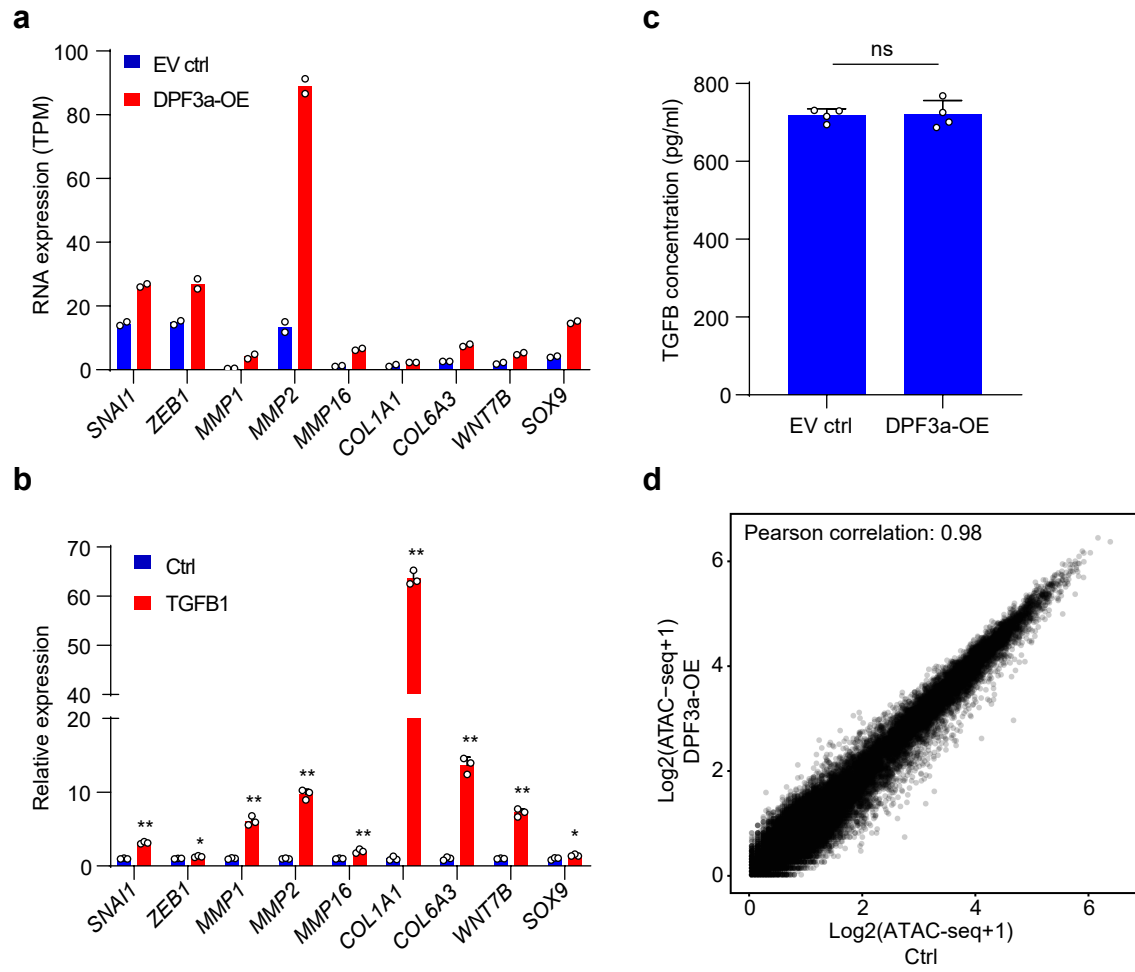 a
EV ctrl
DPF3a-OE
RNA expression (TPM)
100
80
60
40
20
0
SNAI1
ZEB1
MMP1
MMP2
MMP16
COL1A1
COL6A3
WNT7B
SOX9
b
Ctrl
TGFB1
Relative expression
70
60
50
40
20
10
0
**
*
**
**
**
**
**
**
*
SNAI1
ZEB1
MMP1
MMP2
MMP16
COL1A1
COL6A3
WNT7B
SOX9
c
ns
TGFB concentration (pg/ml)
800
600
400
200
0
EV ctrl
DPF3a-OE
d
Pearson correlation: 0.98
Log2(ATAC−seq+1)
DPF3a-OE
6
4
2
0
0 2 4 6
Log2(ATAC-seq+1)
Ctrl